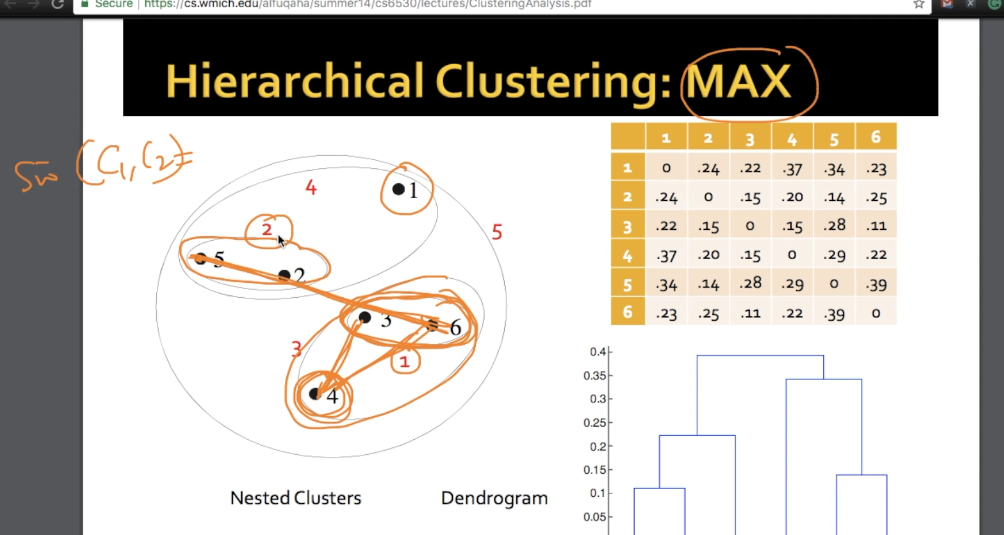 Secure https://cs.wmich.edu/alfuqaha/summer14/cs6530/lectures/ClusteringAnalysis.pdf
Hierarchical Clustering: MAX
Sim (C1, C2) =
1 2 3 4 5 6
1 0 .24 .22 .37 .34 .23
2 .24 0 .15 .20 .14 .25
3 .22 .15 0 .15 .28 .11
4 .37 .20 .15 0 .29 .22
5 .34 .14 .28 .29 0 .39
6 .23 .25 .11 .22 .39 0
4 1
2 5
5 2
3 6
3 1
4
0.4
0.35
0.3
0.25
0.2
0.15
0.1
0.05
Nested Clusters Dendrogram